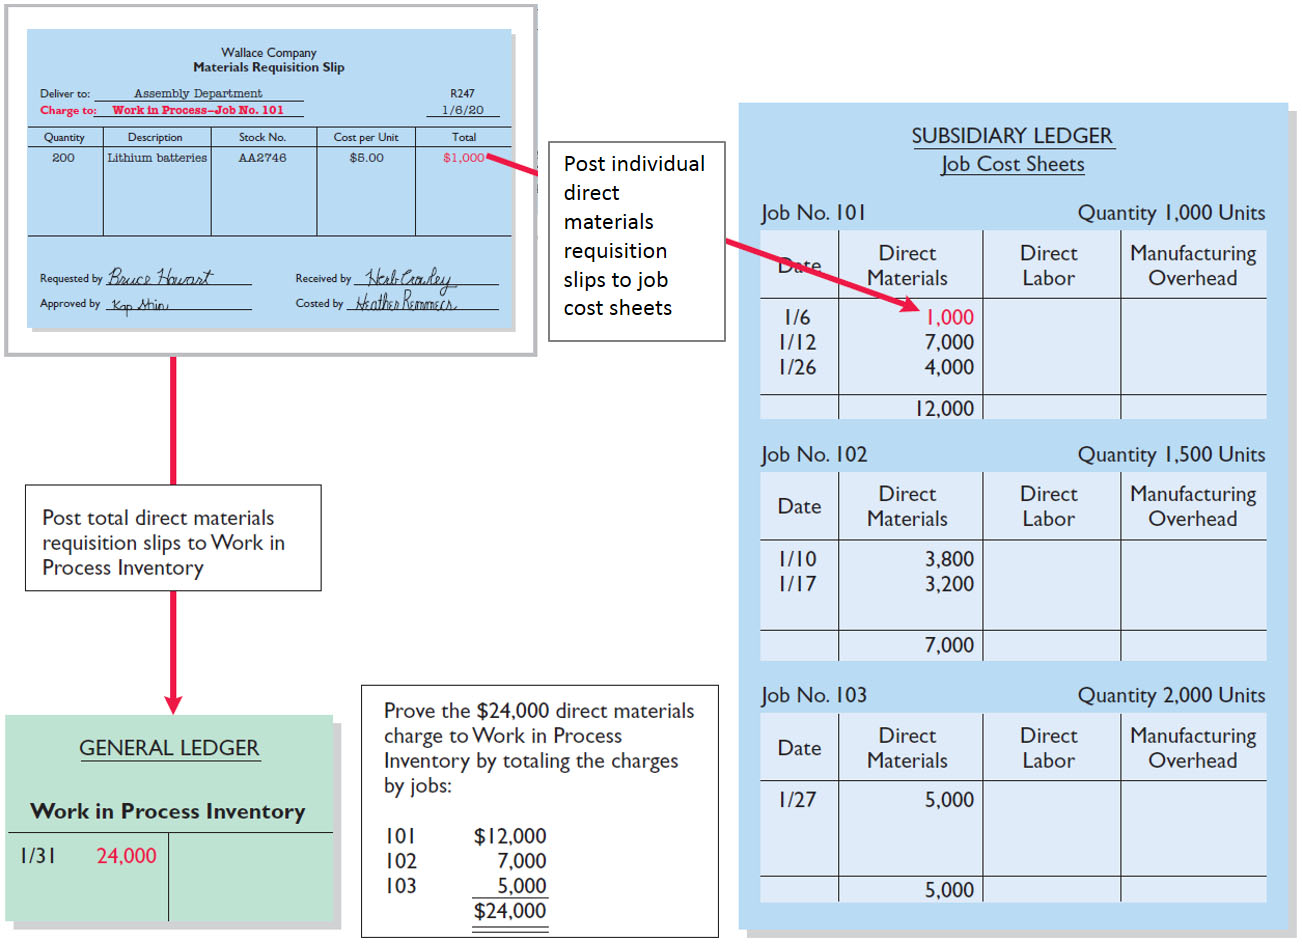 Wallace Company
Materials Requisition Slip
Deliver to: Assembly Department R247
Charge to: Work in Process–Job No. 101 1/6/20
Quantity Description Stock No. Cost per Unit Total
200 Lithium batteries AA2746 $5.00 $1,000
Requested by Bruce Howart Received by Herb Crowley
Approved by Kap Shin Costed by Heather Remmers
Post individual
direct
materials
requisition
slips to job
cost sheets
Post total direct materials
requisition slips to Work in
Process Inventory
GENERAL LEDGER
Work in Process Inventory
1/31 24,000
Prove the $24,000 direct materials
charge to Work in Process
Inventory by totaling the charges
by jobs:
101 $12,000
102 7,000
103 5,000
$24,000
SUBSIDIARY LEDGER
Job Cost Sheets
Job No. 101 Quantity 1,000 Units
Date Direct Materials Direct Labor Manufacturing Overhead
1/6 1,000
1/12 7,000
1/26 4,000
12,000
Job No. 102 Quantity 1,500 Units
Date Direct Materials Direct Labor Manufacturing Overhead
1/10 3,800
1/17 3,200
7,000
Job No. 103 Quantity 2,000 Units
Date Direct Materials Direct Labor Manufacturing Overhead
1/27 5,000
5,000